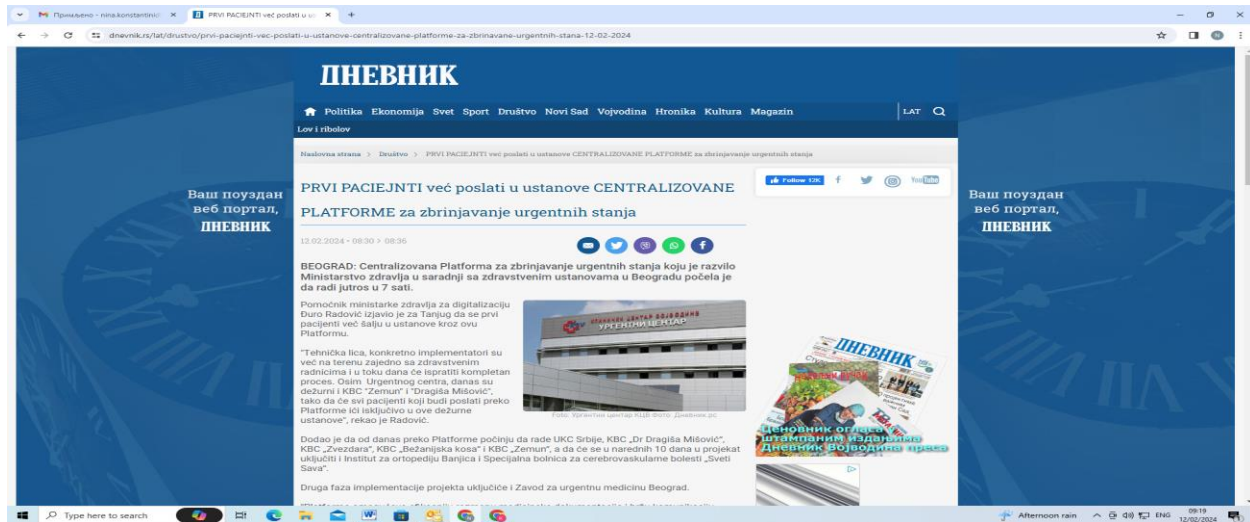 PRVI PACIEJNTI već poslati u us
dnevnik.rs/lat/drustvo/prvi-paciejnti-vec-poslati-u-ustanove-centralizovane-platforme-za-zbrinavane-urgentnih-stana-12-02-2024
ДНЕВНИК
Politika Ekonomija Svet Sport Društvo Novi Sad Vojvodina Hronika Kultura Magazin
LAT
Lov i ribolov
Naslovna strana > Društvo > PRVI PACIEJNTI već poslati u ustanove CENTRALIZOVANE PLATFORME za zbrinjavanje urgentnih stanja
Ваш поуздан
веб портал,
ДНЕВНИК
PRVI PACIEJNTI već poslati u ustanove CENTRALIZOVANE
PLATFORME za zbrinjavanje urgentnih stanja
Follow 12K
You Tube
Ваш поуздан
веб портал,
ДНЕВНИК
12.02.2024 • 08:30 > 08:36
BEOGRAD: Centralizovana Platforma za zbrinjavanje urgentnih stanja koju je razvilo
Ministarstvo zdravlja u saradnji sa zdravstvenim ustanovama u Beogradu počela je
da radi jutros u 7 sati.
Pomoćnik ministarke zdravlja za digitalizaciju
Đuro Radović izjavio je za Tanjug da se prvi
pacijenti već šalju u ustanove kroz ovu
Platformu.
УРГЕНТНИ ЦЕНТАР
"Tehnička lica, konkretno implementatori su
već na terenu zajedno sa zdravstvenim
radnicima i u toku dana će ispratiti kompletan
proces. Osim Urgentnog centra, danas su
dežurni i KBC "Zemun" i "Dragiša Mišović",
tako da će svi pacijenti koji budi poslati preko
Platforme ići isključivo u ove dežurne
ustanove", rekao je Radović.
Foto: Ургентни центар КЦВ Фото: Дневник.рс
Dodao je da od danas preko Platforme počinju da rade UKC Srbije, KBC „Dr Dragiša Mišović“,
KBC „Zvezdara“, KBC „Bežanijska kosa“ i KBC „Zemun“, a da će se u narednih 10 dana u projekat
uključiti i Institut za ortopediju Banjica i Specijalna bolnica za cerebrovaskularne bolesti „Sveti
Sava“.
Druga faza implementacije projekta uključiće i Zavod za urgentnu medicinu Beograd.
ДНЕВНИК
Ценовник огласа у
штампаним издањима
Дневник Војводина преса
Type here to search
Afternoon rain
ENG
09:19
12/02/2024